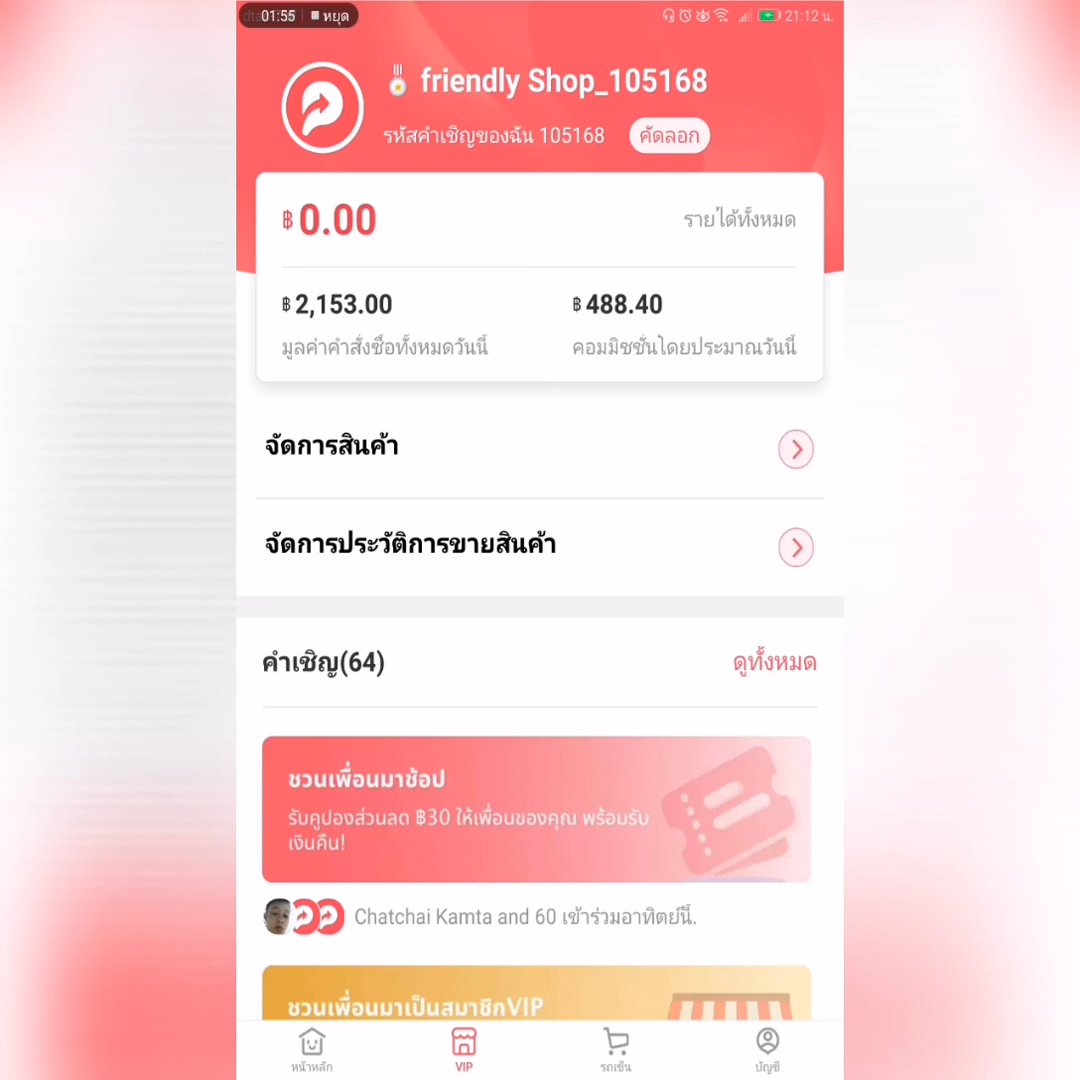 01:55 หยุด 21:12 น.
friendly Shop_105168
รหัสคำเชิญของฉัน 105168 คัดลอก
฿0.00 รายได้ทั้งหมด
฿2,153.00 ฿488.40
มูลค่าคำสั่งซื้อทั้งหมดวันนี้ คอมมิชชั่นโดยประมาณวันนี้
จัดการสินค้า
จัดการประวัติการขายสินค้า
คำเชิญ(64) ดูทั้งหมด
ชวนเพื่อนมาช้อป
รับคูปองส่วนลด ฿30 ให้เพื่อนของคุณ พร้อมรับ
เงินคืน!
Chatchai Kamta and 60 เข้าร่วมอาทิตย์นี้.
ชวนเพื่อนมาเป็นสมาชิกVIP
หน้าหลัก VIP รถเข็น บัญชี